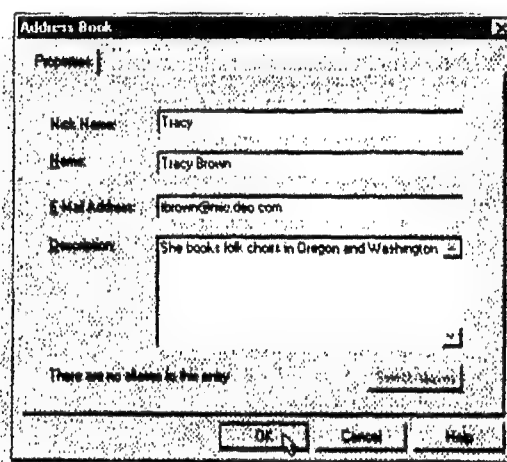 Address Book
Properties
Nick Name: Tracy
Name: Tracy Brown
E-Mail Address:
Description: She books folk choirs in Oregon and Washington
There are no aliases to this entry
OK Cancel Help